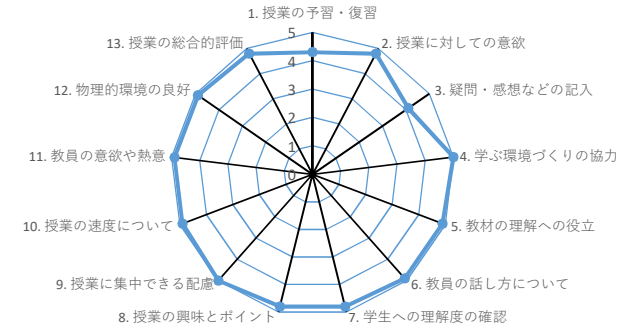 1. 授業の予習・復習
2. 授業に対しての意欲
3. 疑問・感想などの記入
4. 学ぶ環境づくりの協力
5. 教材の理解への役立
6. 教員の話し方について
7. 学生への理解度の確認
8. 授業の興味とポイント
9. 授業に集中できる配慮
10. 授業の速度について
11. 教員の意欲や熱意
12. 物理的環境の良好
13. 授業の総合的評価
5
4
3
2
1
0